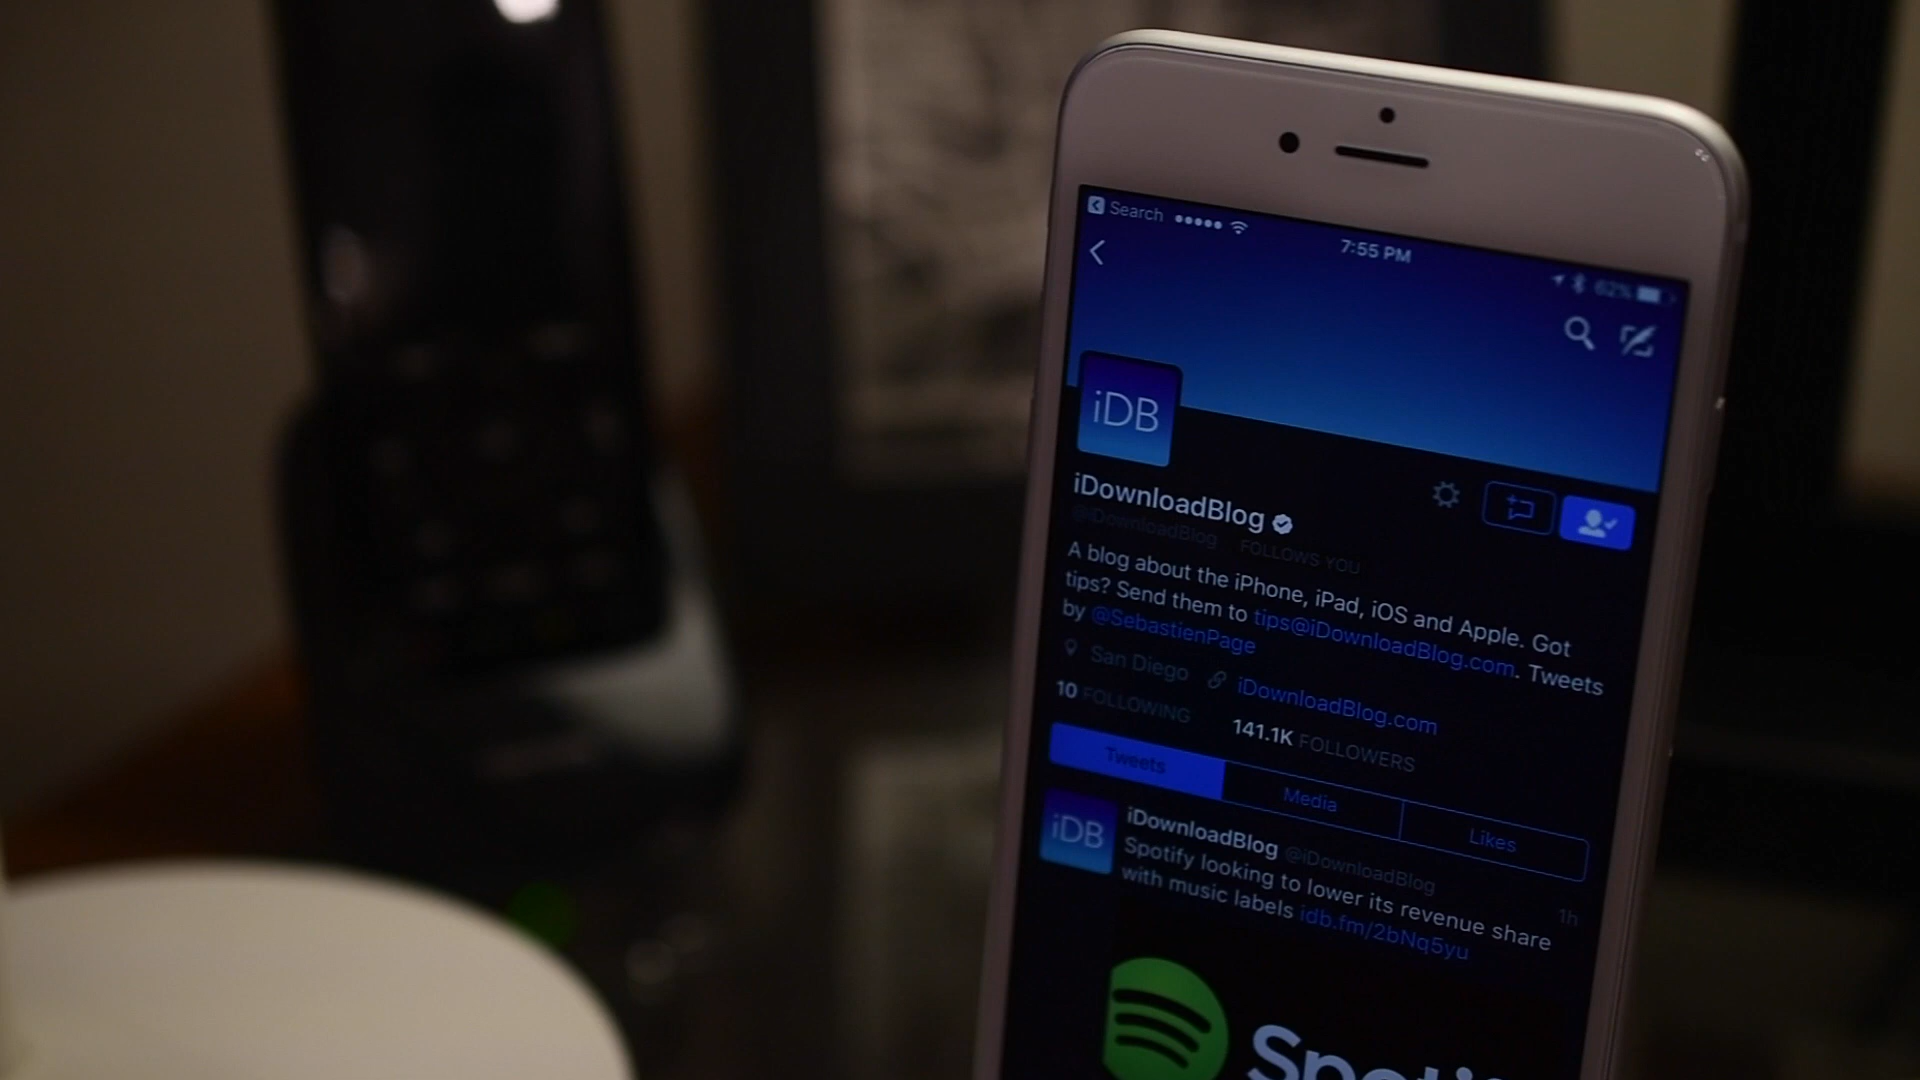 Search
7:55 PM
62%
iDB
iDownloadBlog
@iDownloadBlog FOLLOWS YOU
A blog about the iPhone, iPad, iOS and Apple. Got
tips? Send them to tips@iDownloadBlog.com. Tweets
by @SebastienPage
San Diego iDownloadBlog.com
10 FOLLOWING 141.1K FOLLOWERS
Tweets Media Likes
iDB
iDownloadBlog @iDownloadBlog 1h
Spotify looking to lower its revenue share
with music labels idb.fm/2bNq5yu
Spotif